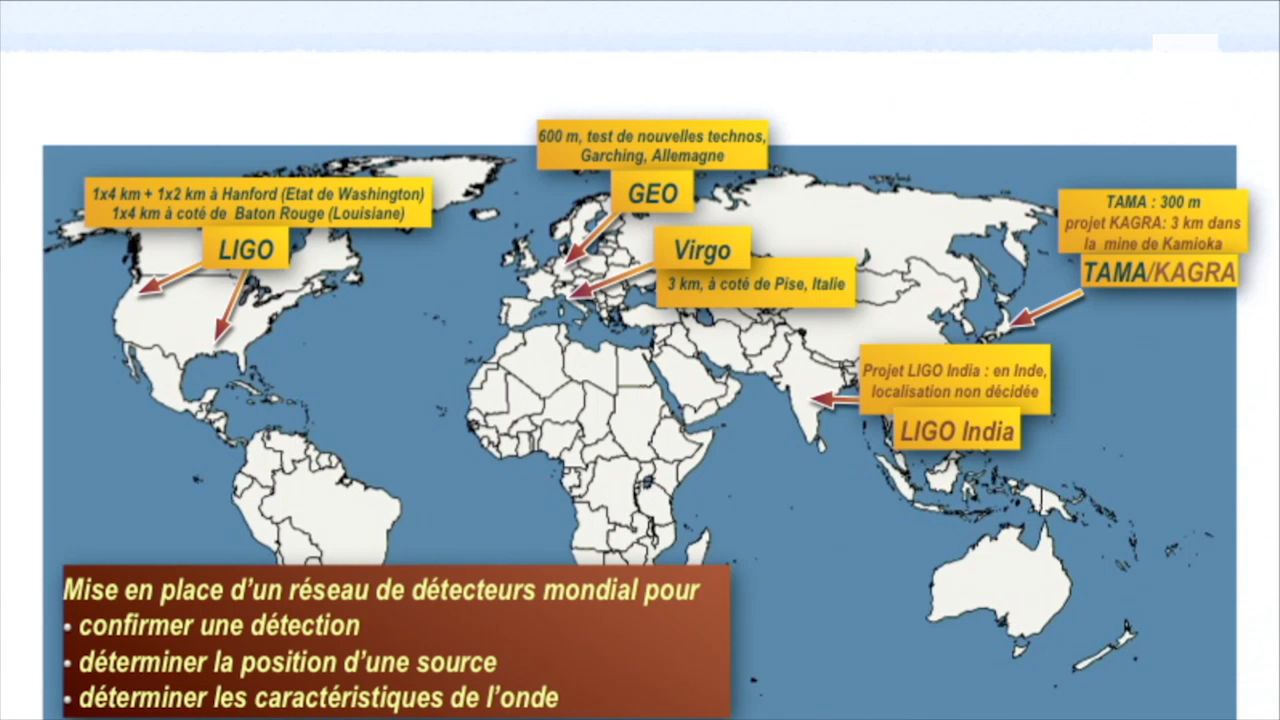 600 m, test de nouvelles technos,
Garching, Allemagne
GEO
1x4 km + 1x2 km à Hanford (Etat de Washington)
1x4 km à coté de Baton Rouge (Louisiane)
LIGO
Virgo
3 km, à coté de Pise, Italie
TAMA : 300 m
projet KAGRA: 3 km dans
la mine de Kamioka
TAMA/KAGRA
Projet LIGO India : en Inde,
localisation non décidée
LIGO India
Mise en place d'un réseau de détecteurs mondial pour
• confirmer une détection
• déterminer la position d'une source
• déterminer les caractéristiques de l'onde